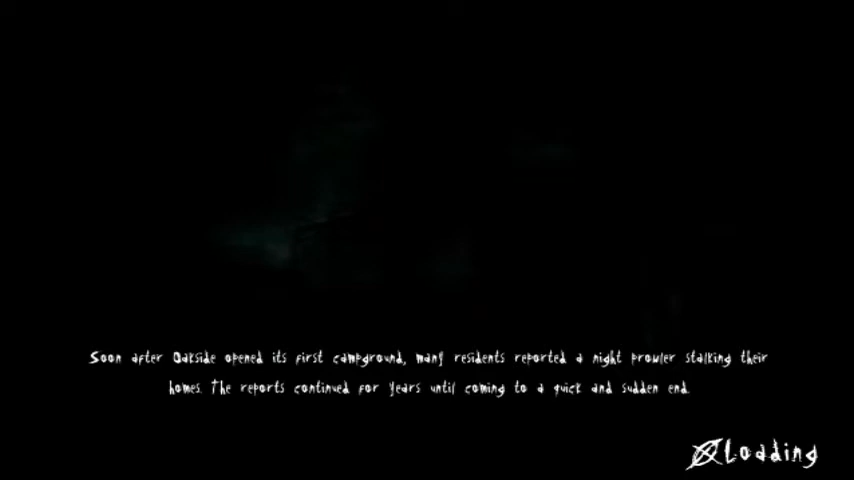 Soon after Oakside opened its first campground, many residents reported a night prowler stalking their
homes. The reports continued for years until coming to a quick and sudden end.
Loading